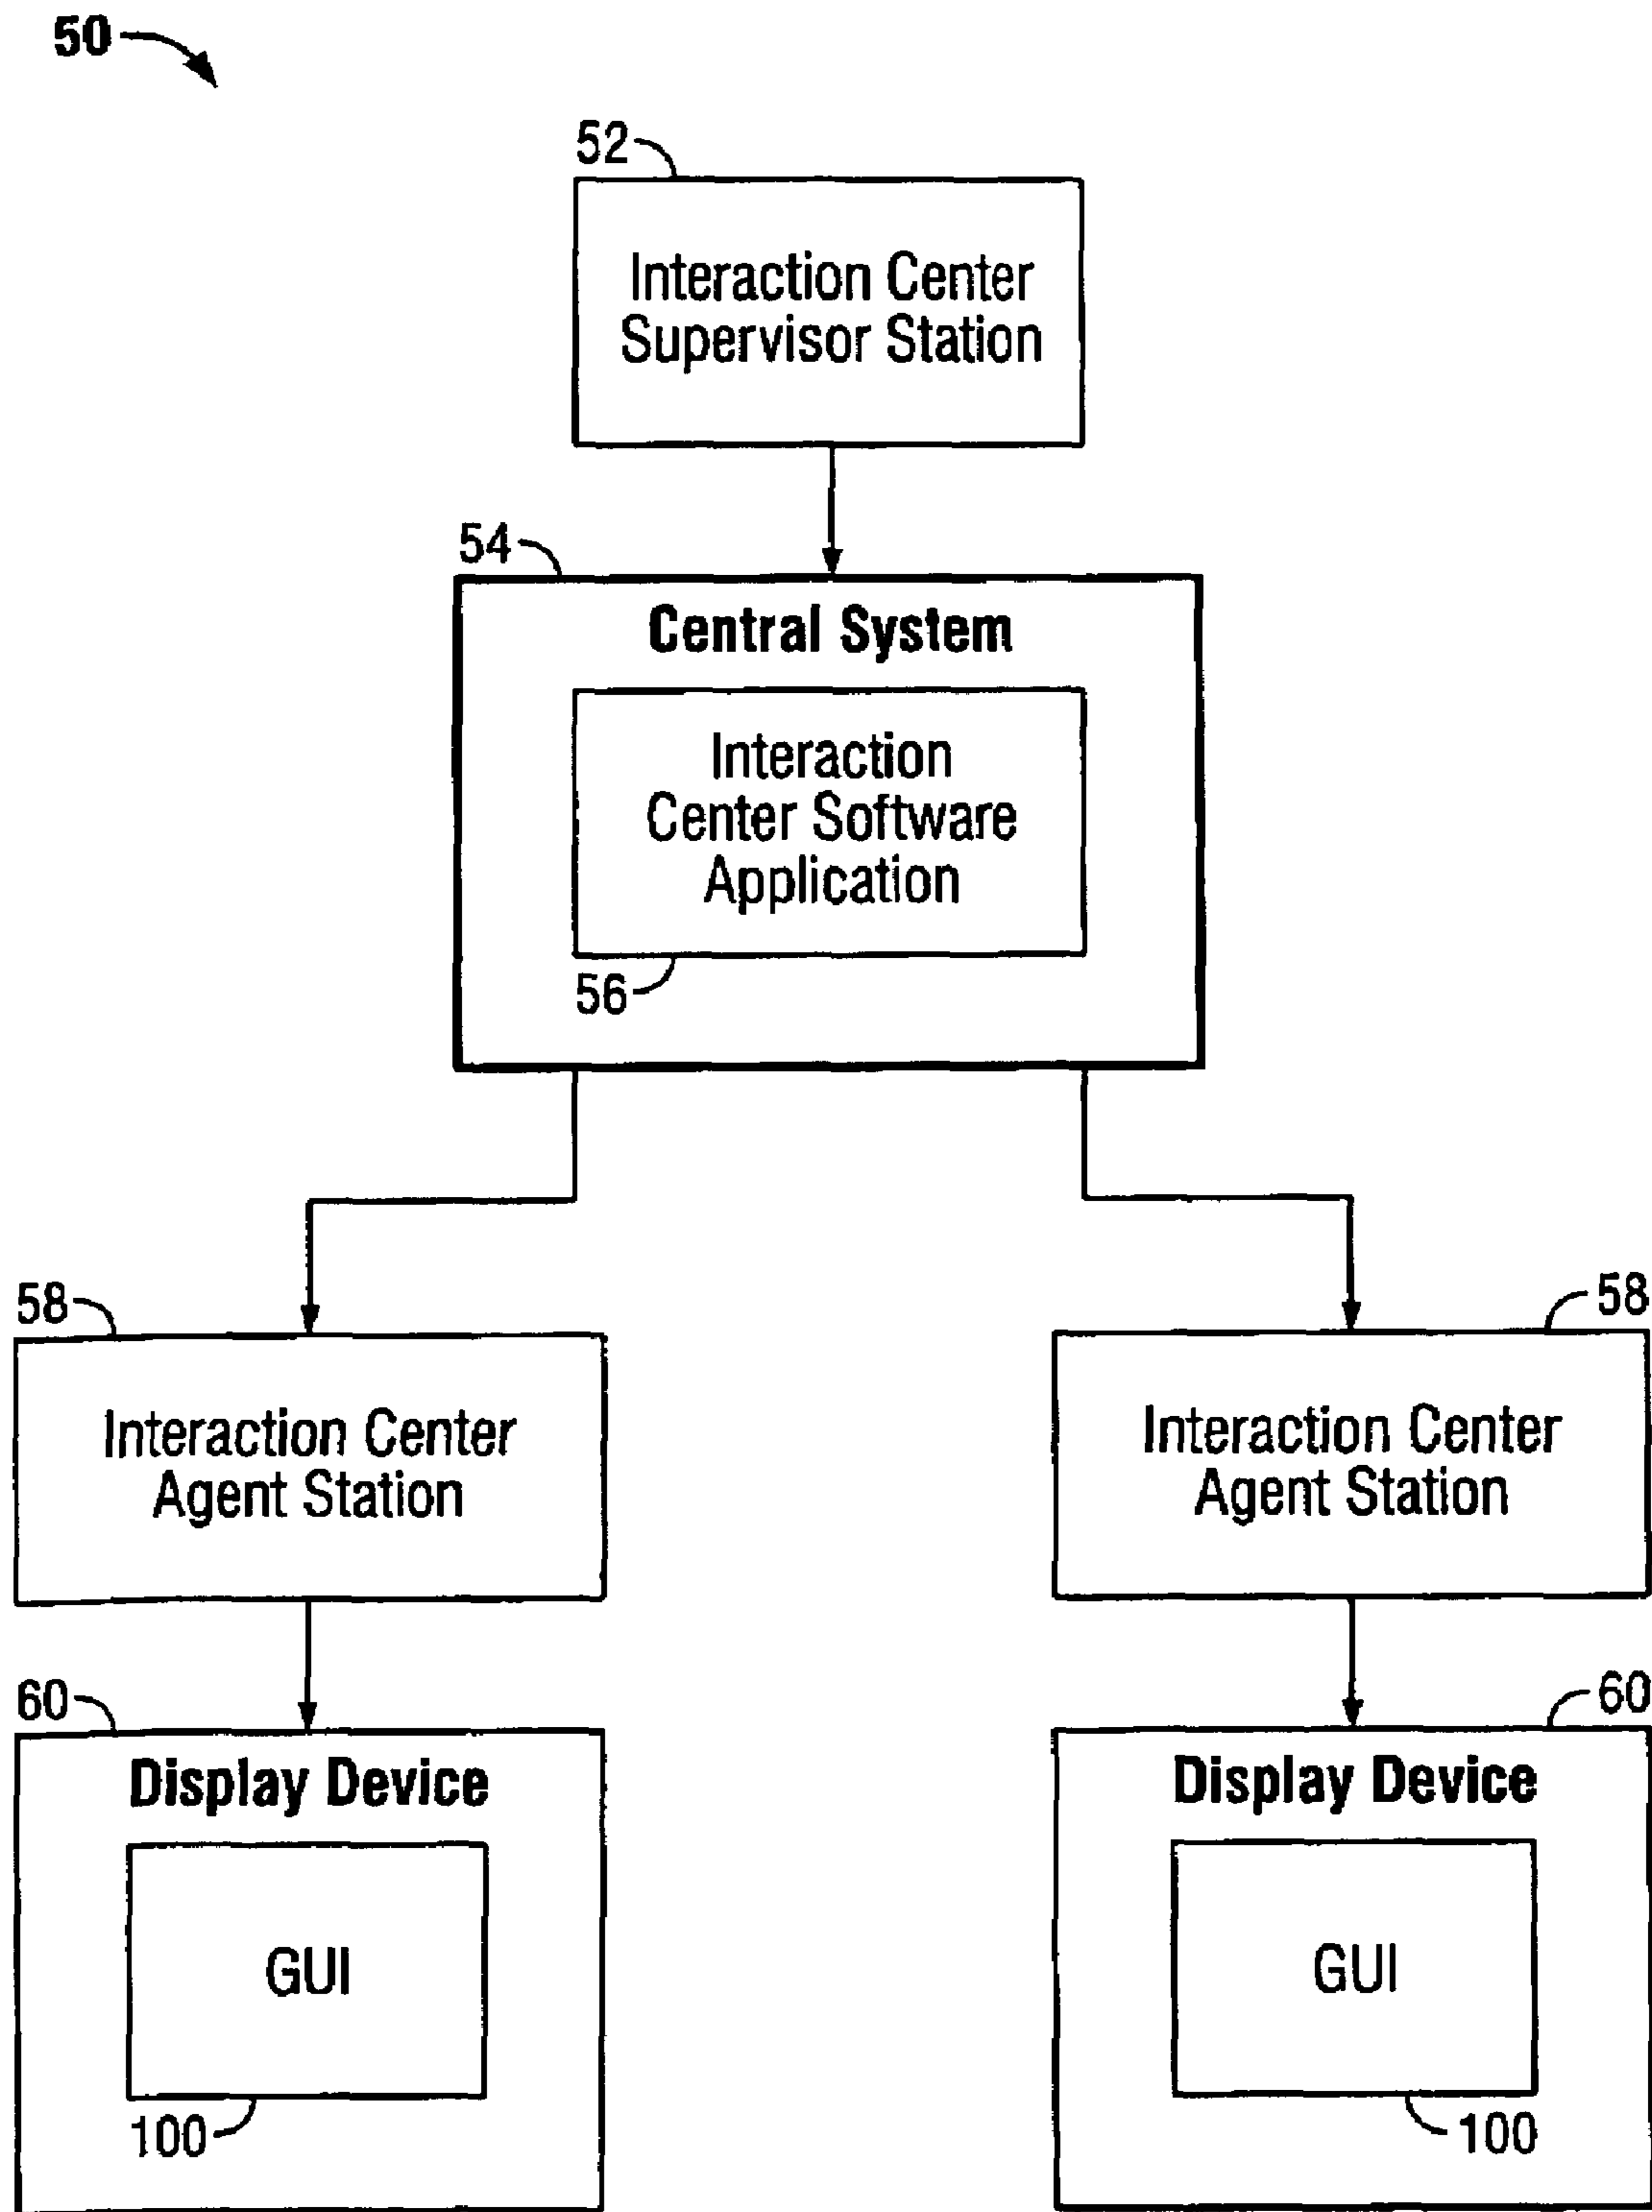 50
52
Interaction Center
Supervisor Station
54
Central System
Interaction
Center Software
Application
56
58
58
Interaction Center
Agent Station
Interaction Center
Agent Station
60
60
Display Device
Display Device
GUI
GUI
100
100